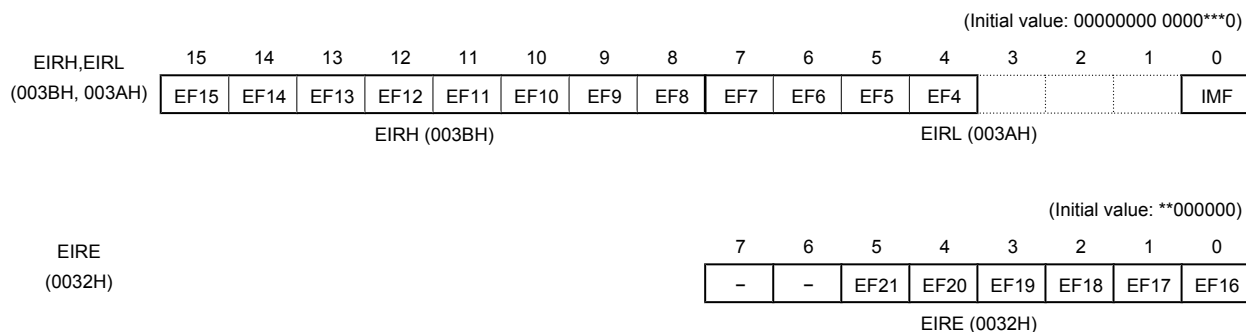 (Initial value: 00000000 0000***0)
EIRH,EIRL 15 14 13 12 11 10 9 8 7 6 5 4 3 2 1 0
(003BH, 003AH) EF15 EF14 EF13 EF12 EF11 EF10 EF9 EF8 EF7 EF6 EF5 EF4 IMF
EIRH (003BH) EIRL (003AH)
(Initial value: **000000)
EIRE 7 6 5 4 3 2 1 0
(0032H) – – EF21 EF20 EF19 EF18 EF17 EF16
EIRE (0032H)